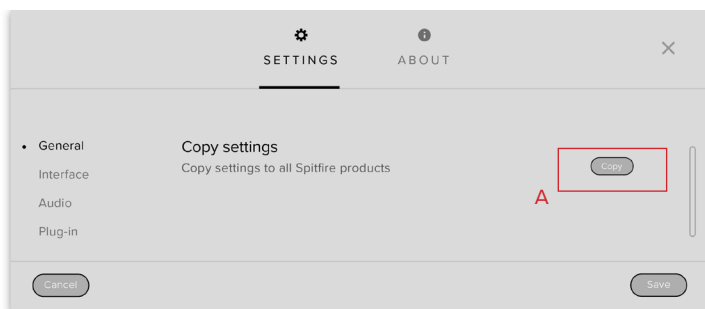 SETTINGS
ABOUT
General
Interface
Audio
Plug-in
Copy settings
Copy settings to all Spitfire products
Copy
A
Cancel
Save